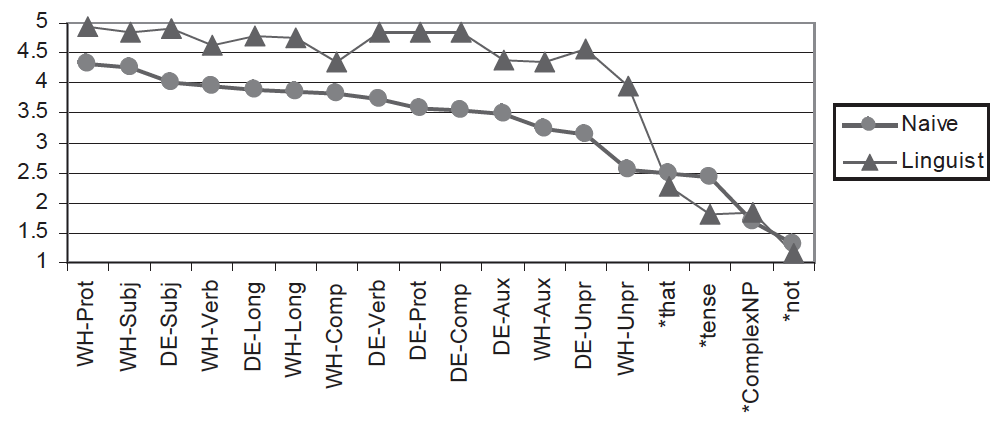 5
4.5
4
3.5
3
2.5
2
1.5
1
WH-Prot
WH-Subj
DE-Subj
WH-Verb
DE-Long
WH-Long
WH-Comp
DE-Verb
DE-Prot
DE-Comp
DE-Aux
WH-Aux
DE-Unpr
WH-Unpr
*that
*tense
*ComplexNP
*not
Naive
Linguist